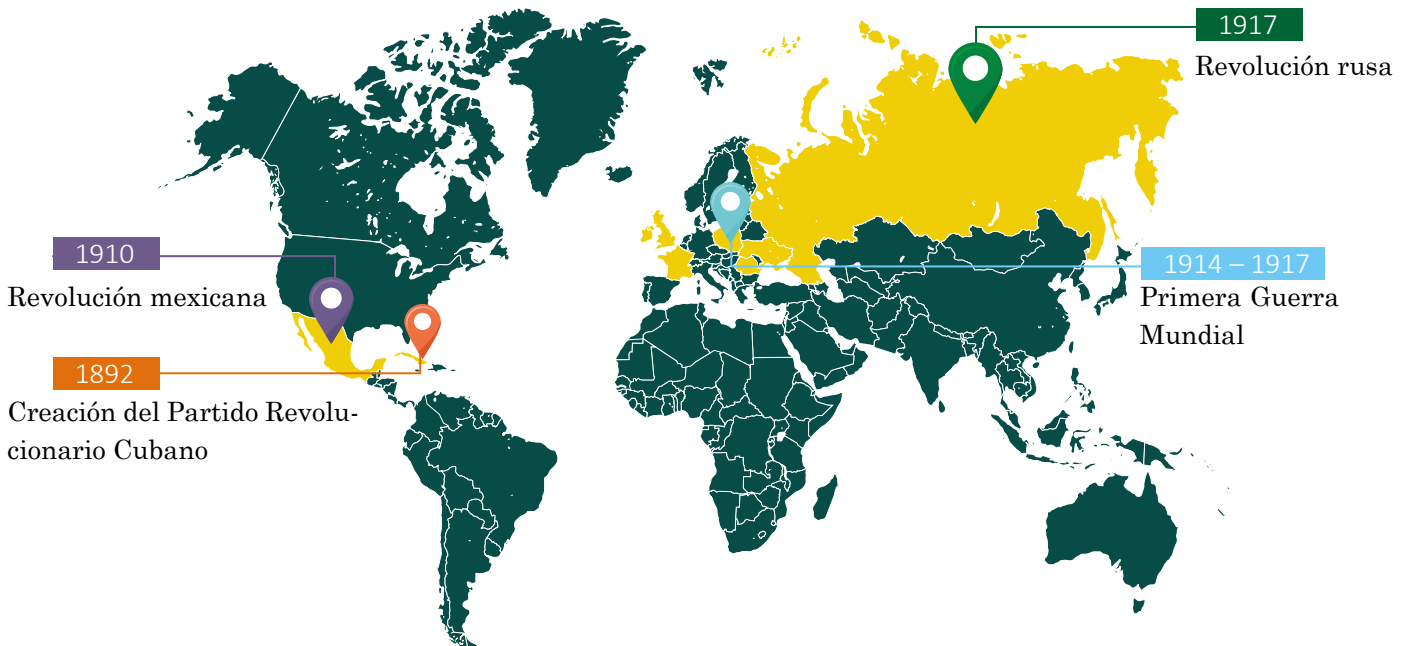 1917
Revolución rusa
1910
Revolución mexicana
1914 – 1917
Primera Guerra
Mundial
1892
Creación del Partido Revolu-
cionario Cubano